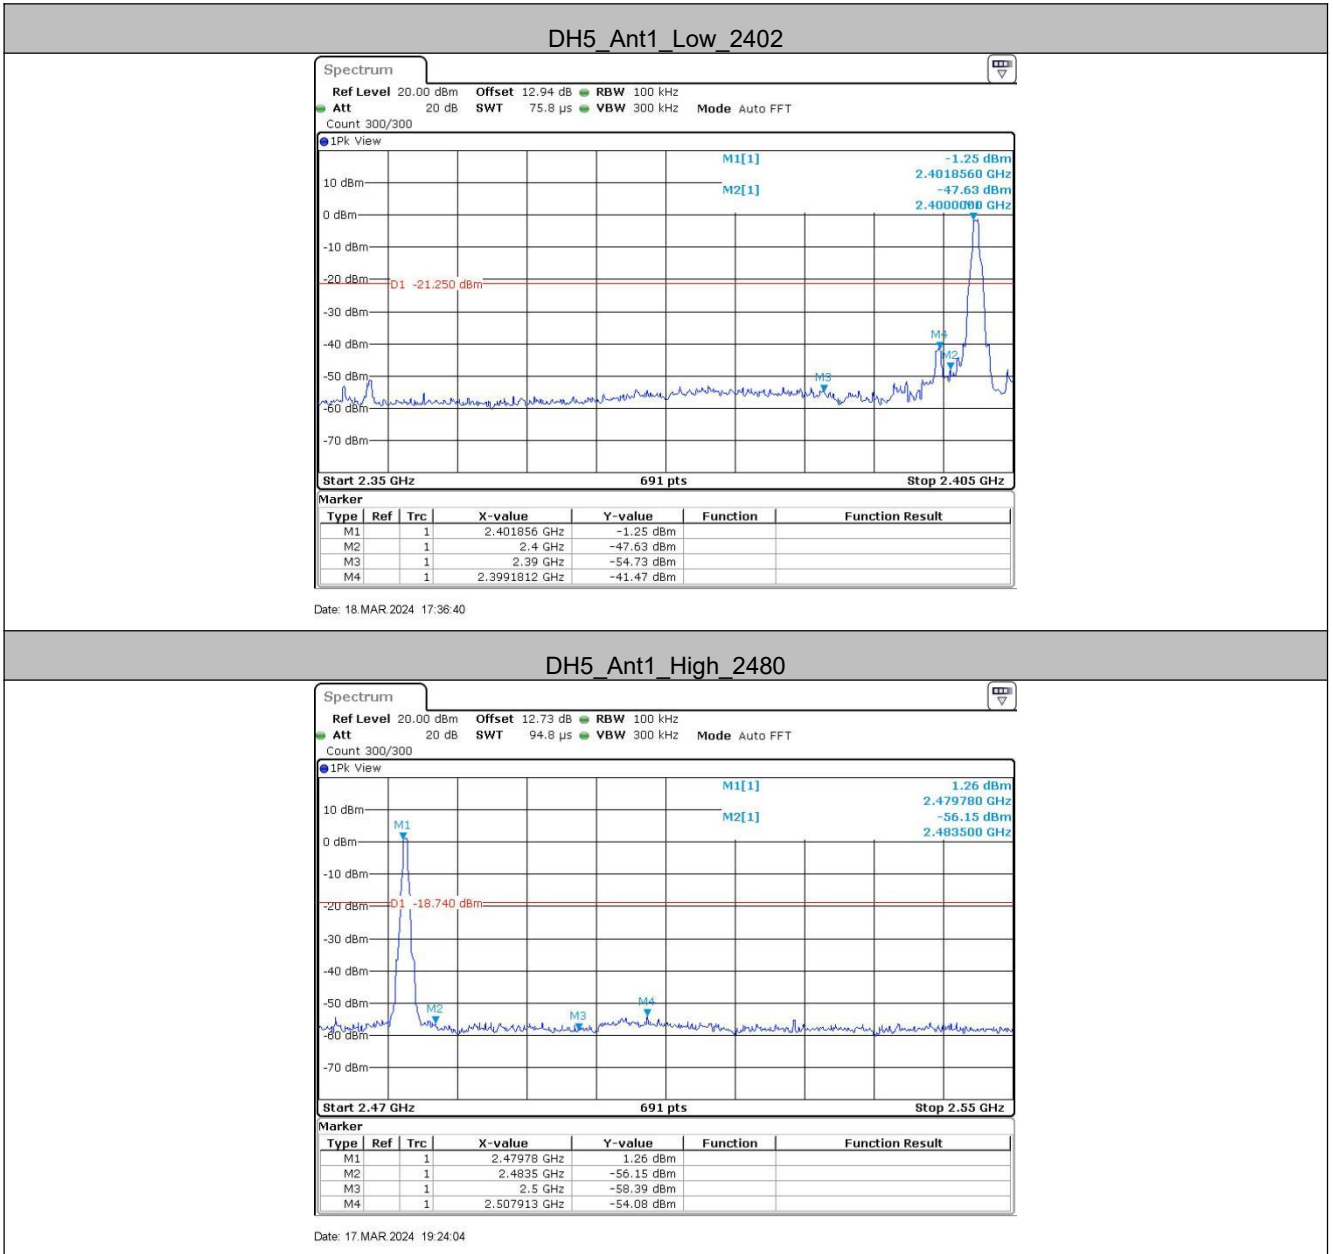 DH5_Ant1_Low_2402
Spectrum
Ref Level 20.00 dBm Offset 12.94 dB RBW 100 kHz
Att 20 dB SWT 75.8 µs VBW 300 kHz Mode Auto FFT
Count 300/300
1Pk View
M1[1] -1.25 dBm
2.4018560 GHz
10 dBm
M2[1] -47.63 dBm
0 dBm
-10 dBm
-20 dBm
D1 -21.250 dBm
-30 dBm
M4
-40 dBm
M2
-50 dBm
M3
-60 dBm
-70 dBm
Start 2.35 GHz 691 pts Stop 2.405 GHz
Marker
Type Ref Trc X-value Y-value Function Function Result
M1 1 2.401856 GHz -1.25 dBm
M2 1 2.4 GHz -47.63 dBm
M3 1 2.39 GHz -54.73 dBm
M4 1 2.3991812 GHz -41.47 dBm
Date: 18.MAR.2024 17:36:40
DH5_Ant1_High_2480
Spectrum
Ref Level 20.00 dBm Offset 12.73 dB RBW 100 kHz
Att 20 dB SWT 94.8 µs VBW 300 kHz Mode Auto FFT
Count 300/300
1Pk View
M1[1] 1.26 dBm
2.479780 GHz
10 dBm
M2[1] -56.15 dBm
M1
2.483500 GHz
0 dBm
-10 dBm
-20 dBm
D1 -18.740 dBm
-30 dBm
-40 dBm
-50 dBm
M2
M3
M4
-60 dBm
-70 dBm
Start 2.47 GHz 691 pts Stop 2.55 GHz
Marker
Type Ref Trc X-value Y-value Function Function Result
M1 1 2.47978 GHz 1.26 dBm
M2 1 2.4835 GHz -56.15 dBm
M3 1 2.5 GHz -58.39 dBm
M4 1 2.507913 GHz -54.08 dBm
Date: 17.MAR.2024 19:24:04